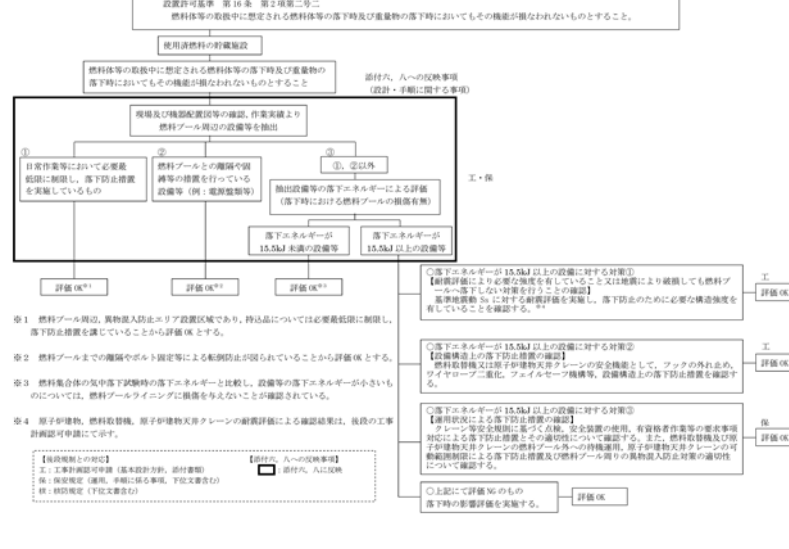 設置許可基準 第16条 第2項第二号ニ
燃料体等の取扱中に想定される燃料体等の落下時及び重量物の落下時においてもその機能が損なわれないものとすること。
使用済燃料の貯蔵施設
燃料体等の取扱中に想定される燃料体等の落下時及び重量物の
落下時においてもその機能が損なわれないものとすること
添付六、八への反映事項
(設計・手順に関する事項)
現場及び機器配置図等の確認、作業実績より
燃料プール周辺の設備等を抽出
①
日常作業等において必要最
低限に制限し、落下防止措置
を実施しているもの
②
燃料プールとの離隔や固
縛等の措置を行っている
設備等(例:電源盤類等)
③
①、②以外
抽出設備等の落下エネルギーによる評価
(落下時における燃料プールの損傷有無)
工・保
落下エネルギーが
15.5kJ 未満の設備等
落下エネルギーが
15.5kJ 以上の設備等
評価 OK※1
評価 OK※2
評価 OK※3
○落下エネルギーが 15.5kJ 以上の設備に対する対策①
【耐震評価により必要な強度を有していること又は地震により破損しても燃料プ
ールへ落下しない対策を行うことの確認】
基準地震動 Ss に対する耐震評価を実施し、落下防止のために必要な構造強度を
有していることを確認する。※4
工
評価 OK
○落下エネルギーが 15.5kJ 以上の設備に対する対策②
【設備構造上の落下防止措置の確認】
燃料取替機又は原子炉建物天井クレーンの安全機能として、フックの外れ止め、
ワイヤロープ二重化、フェイルセーフ機構等、設備構造上の落下防止措置を確認す
る。
工
評価 OK
○落下エネルギーが 15.5kJ 以上の設備に対する対策③
【運用状況による落下防止措置の確認】
クレーン等安全規則に基づく点検、安全装置の使用、有資格者作業等の要求事項
対応による落下防止措置とその適切性について確認する。また、燃料取替機及び原
子炉建物天井クレーンの燃料プール外への待機運用、原子炉建物天井クレーンの可
動範囲制限による落下防止措置及び燃料プール周りの異物混入防止対策の適切性
について確認する。
保
評価 OK
○上記にて評価 NG のもの
落下時の影響評価を実施する。
評価 OK
※1 燃料プール周辺、異物混入防止エリア設置区域であり、持込品については必要最低限に制限し、
落下防止措置を講じていることから評価 OK とする。
※2 燃料プールまでの離隔やボルト固定等による転倒防止が図られていることから評価 OK とする。
※3 燃料集合体の気中落下試験時の落下エネルギーと比較し、設備等の落下エネルギーが小さいも
のについては、燃料プールライニングに損傷を与えないことが確認されている。
※4 原子炉建物、燃料取替機、原子炉建物天井クレーンの耐震評価による確認結果は、後段の工事
計画認可申請にて示す。
【後段規制との対応】
工:工事計画認可申請(基本設計方針、添付書類)
保:保安規定(運用、手順に係る事項、下位文書含む)
核:核防規定(下位文書含む)
【添付六、八への反映事項】
:添付六、八に反映